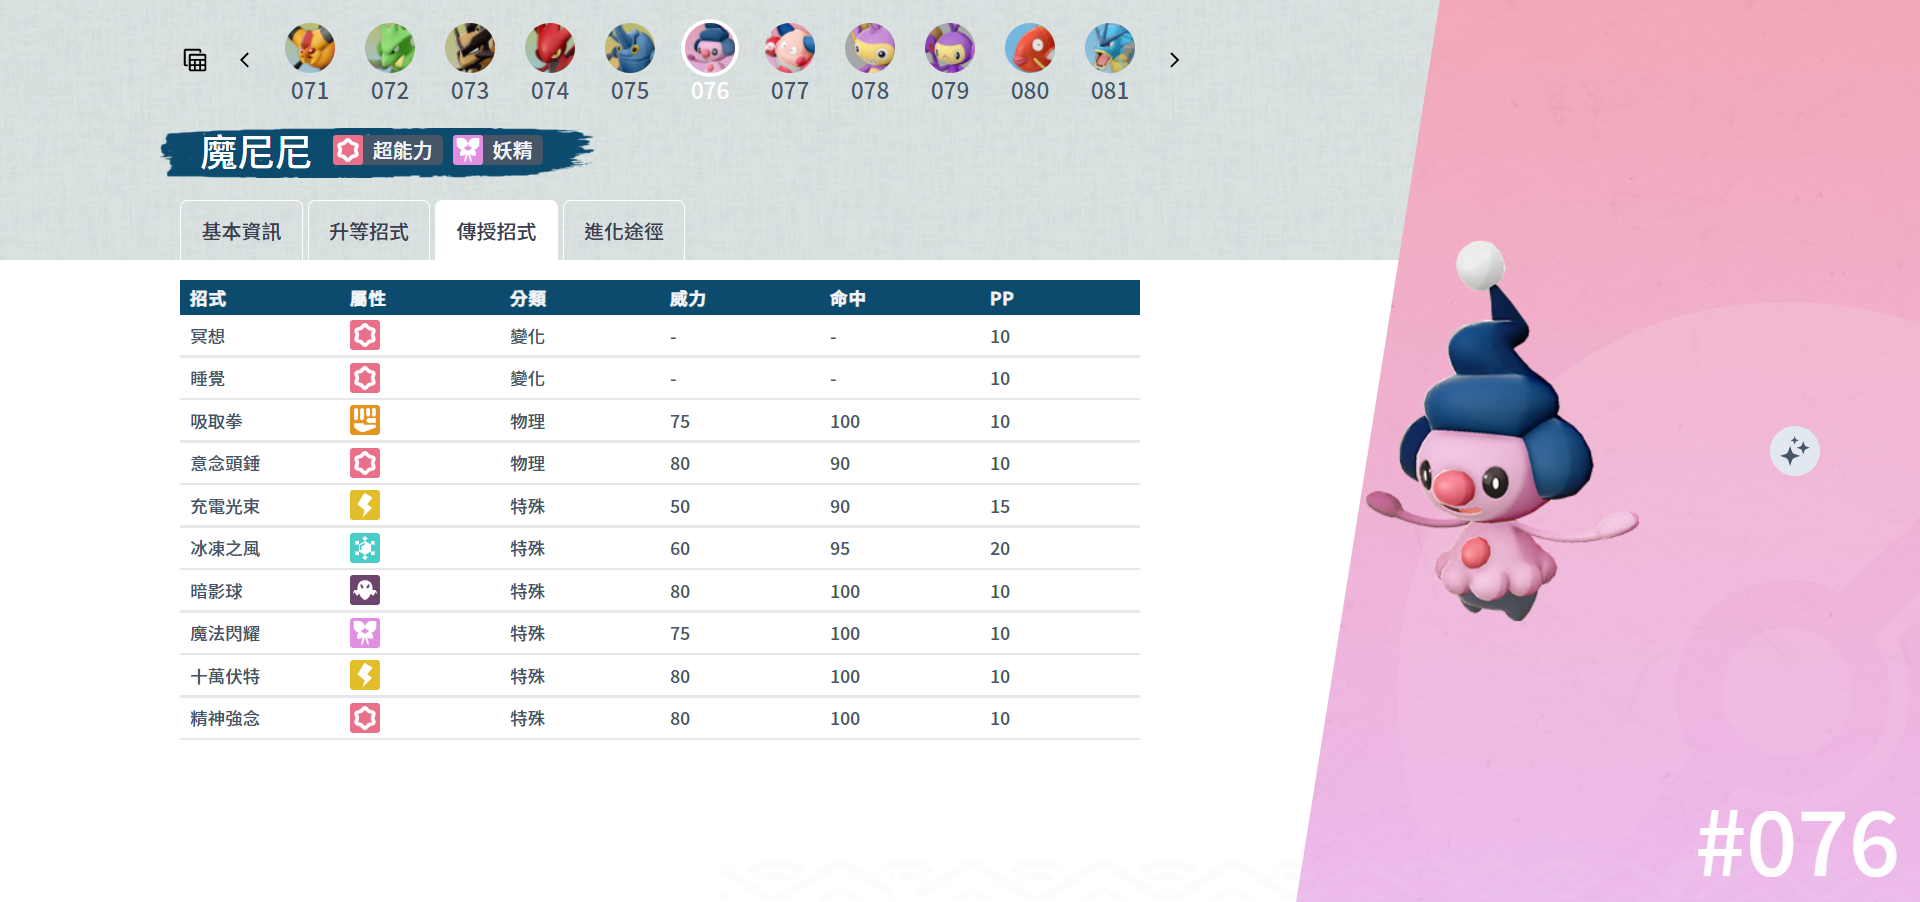 071 072 073 074 075 076 077 078 079 080 081
魔尼尼 超能力 妖精
基本資訊 升等招式 傳授招式 進化途徑
招式 屬性 分類 威力 命中 PP
冥想 變化 - - 10
睡覺 變化 - - 10
吸取拳 物理 75 100 10
意念頭錘 物理 80 90 10
充電光束 特殊 50 90 15
冰凍之風 特殊 60 95 20
暗影球 特殊 80 100 10
魔法閃耀 特殊 75 100 10
十萬伏特 特殊 80 100 10
精神強念 特殊 80 100 10
#076